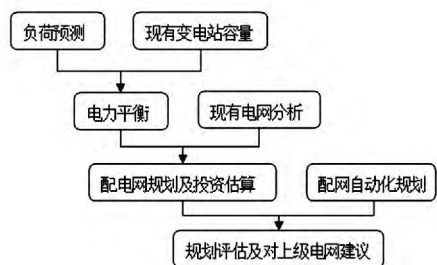 负荷预测
现有变电站容量
电力平衡
现有电网分析
配电网规划及投资估算
配网自动化规划
规划评估及对上级电网建议